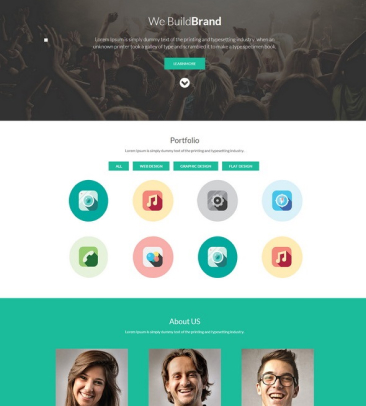 We BuildBrand
Lorem Ipsum is simply dummy text of the printing and typesetting industry. when an
unknown printer took a galley of type and scrambled it to make a type specimen book.
LEARN MORE
Portfolio
Lorem Ipsum is simply dummy text of the printing and typesetting industry.
ALL
WEB DESIGN
GRAPHIC DESIGN
FLAT DESIGN
About US
Lorem Ipsum is simply dummy text of the printing and typesetting industry.